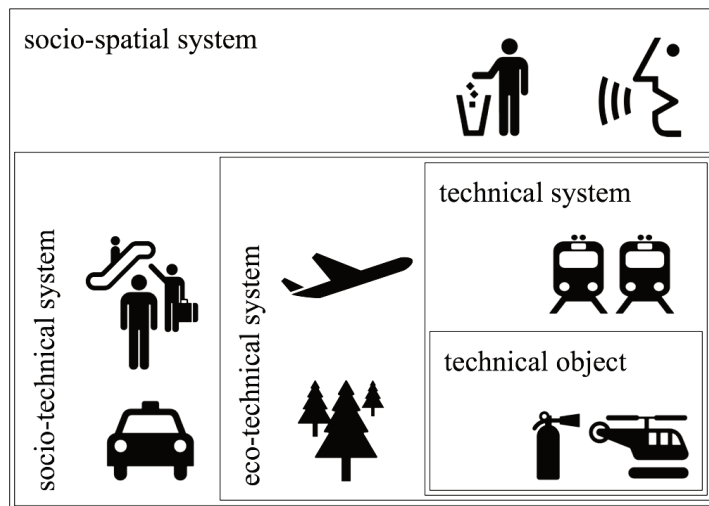 socio-spatial system
socio-technical system
eco-technical system
technical system
technical object